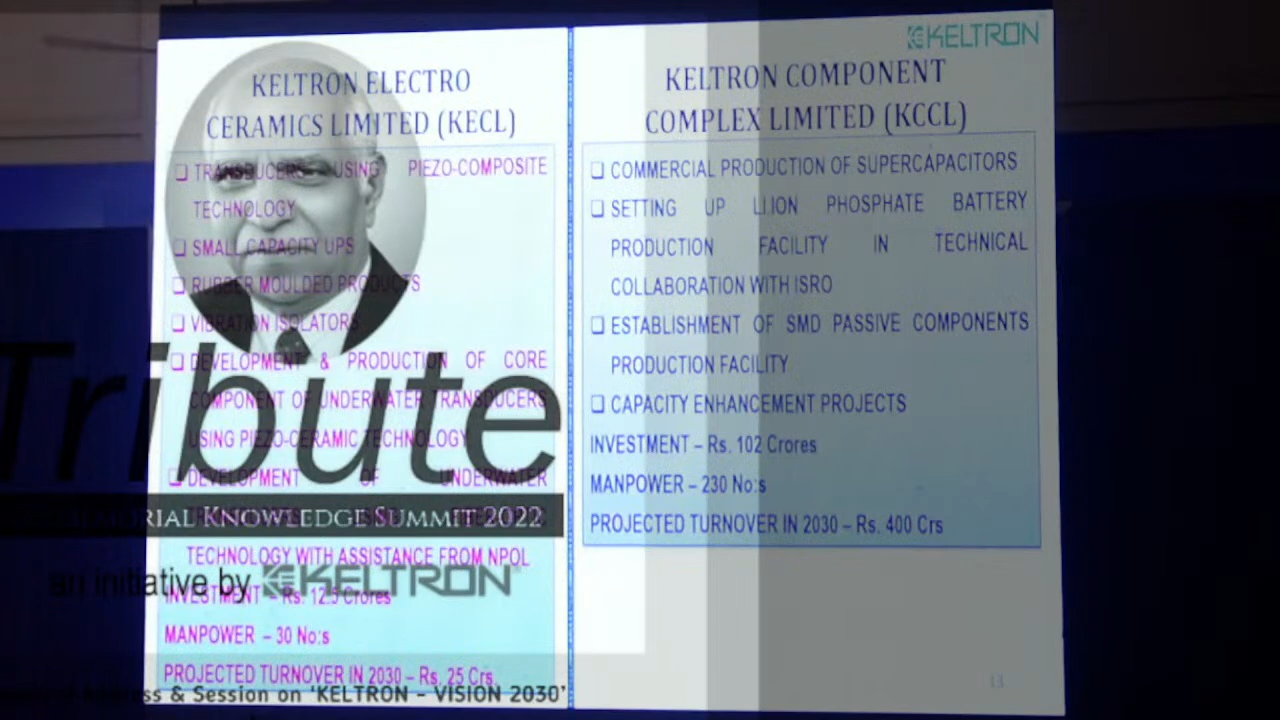 KELTRON
KELTRON ELECTRO
CERAMICS LIMITED (KECL)
TRANSDUCERS USING PIEZO-COMPOSITE
TECHNOLOGY
SMALL CAPACITY UPS
RUBBER MOULDED PRODUCTS
VIBRATION ISOLATORS
DEVELOPMENT & PRODUCTION OF CORE
COMPONENT OF UNDERWATER TRANSDUCERS
USING PIEZO-CERAMIC TECHNOLOGY
DEVELOPMENT OF UNDERWATER
TECHNOLOGY WITH ASSISTANCE FROM NPOL
INVESTMENT – Rs. 12.5 Crores
MANPOWER – 30 No:s
PROJECTED TURNOVER IN 2030 – Rs. 25 Crs
KELTRON COMPONENT
COMPLEX LIMITED (KCCL)
COMMERCIAL PRODUCTION OF SUPERCAPACITORS
SETTING UP LI.ION PHOSPHATE BATTERY
PRODUCTION FACILITY IN TECHNICAL
COLLABORATION WITH ISRO
ESTABLISHMENT OF SMD PASSIVE COMPONENTS
PRODUCTION FACILITY
CAPACITY ENHANCEMENT PROJECTS
INVESTMENT – Rs. 102 Crores
MANPOWER – 230 No:s
PROJECTED TURNOVER IN 2030 – Rs. 400 Crs
13
Tribute
KNOWLEDGE SUMMIT 2022
an initiative by KELTRON
& Session on 'KELTRON – VISION 2030'